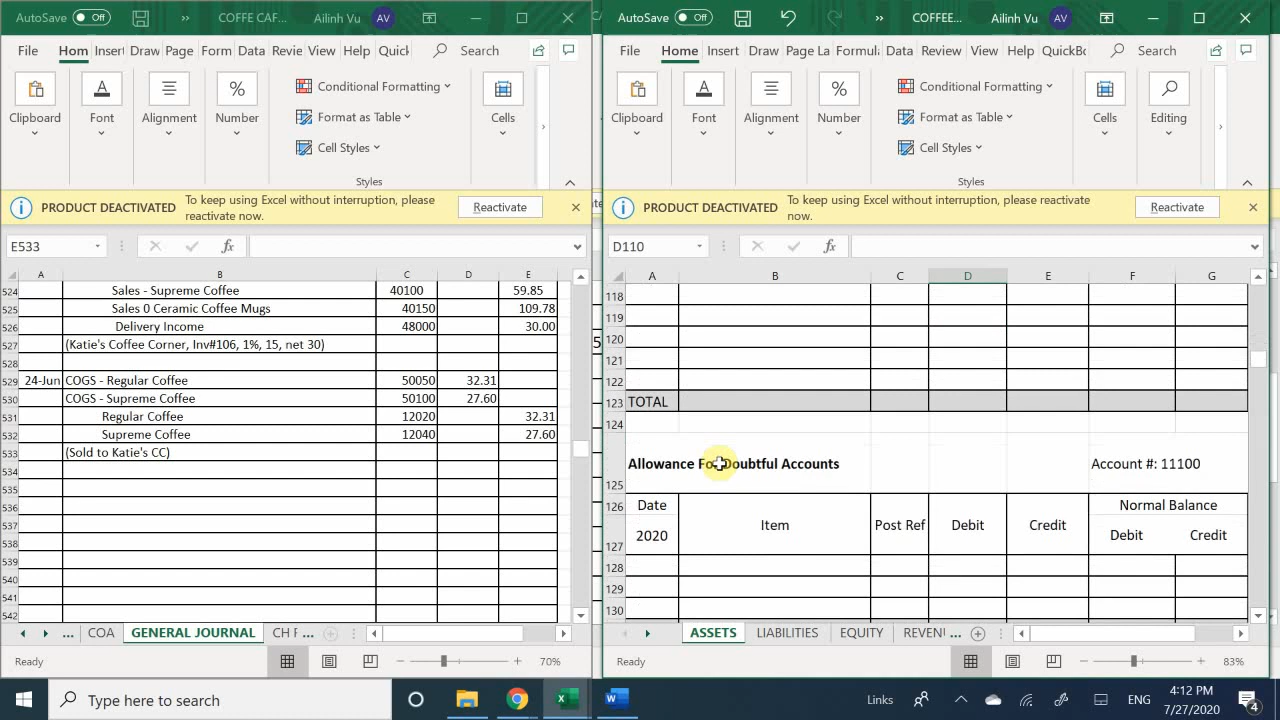 AutoSave Off COFFE CAF... Ailinh Vu AV
File Hom Insert Draw Page Form Data Revie View Help Quick Search
Clipboard Font Alignment Number Conditional Formatting Format as Table Cell Styles Cells
Styles
PRODUCT DEACTIVATED To keep using Excel without interruption, please reactivate now. Reactivate
E533 fx
A B C D E
524 Sales - Supreme Coffee 40100 59.85
525 Sales 0 Ceramic Coffee Mugs 40150 109.78
526 Delivery Income 48000 30.00
527 (Katie's Coffee Corner, Inv#106, 1%, 15, net 30)
528
529 24-Jun COGS - Regular Coffee 50050 32.31
530 COGS - Supreme Coffee 50100 27.60
531 Regular Coffee 12020 32.31
532 Supreme Coffee 12040 27.60
533 (Sold to Katie's CC)
534
535
536
537
538
539
540
541
542
... COA GENERAL JOURNAL CH F ...
Ready 70%
AutoSave Off COFFEE... Ailinh Vu AV
File Home Insert Draw Page La Formula Data Review View Help QuickBo Search
Clipboard Font Alignment Number Conditional Formatting Format as Table Cell Styles Cells Editing
Styles
PRODUCT DEACTIVATED To keep using Excel without interruption, please reactivate now. Reactivate
D110 fx
A B C D E F G
118
119
120
121
122
123 TOTAL
124
125 Allowance For Doubtful Accounts Account #: 11100
126 Date Item Post Ref Debit Credit Normal Balance
127 2020 Debit Credit
128
129
130
ASSETS LIABILITIES EQUITY REVENU ...
Ready 83%
Type here to search Links ENG 4:12 PM 7/27/2020 4